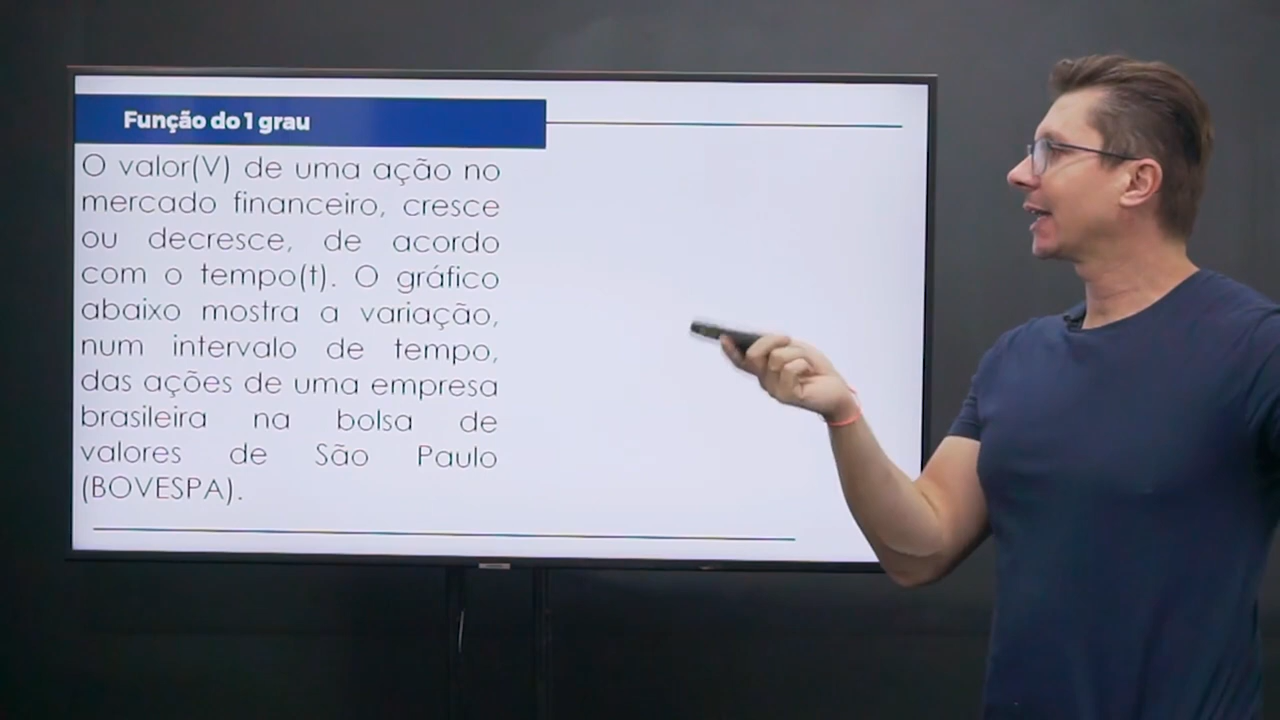 Função do 1 grau
O valor(V) de uma ação no
mercado financeiro, cresce
ou decresce, de acordo
com o tempo(t). O gráfico
abaixo mostra a variação,
num intervalo de tempo,
das ações de uma empresa
brasileira na bolsa de
valores de São Paulo
(BOVESPA).